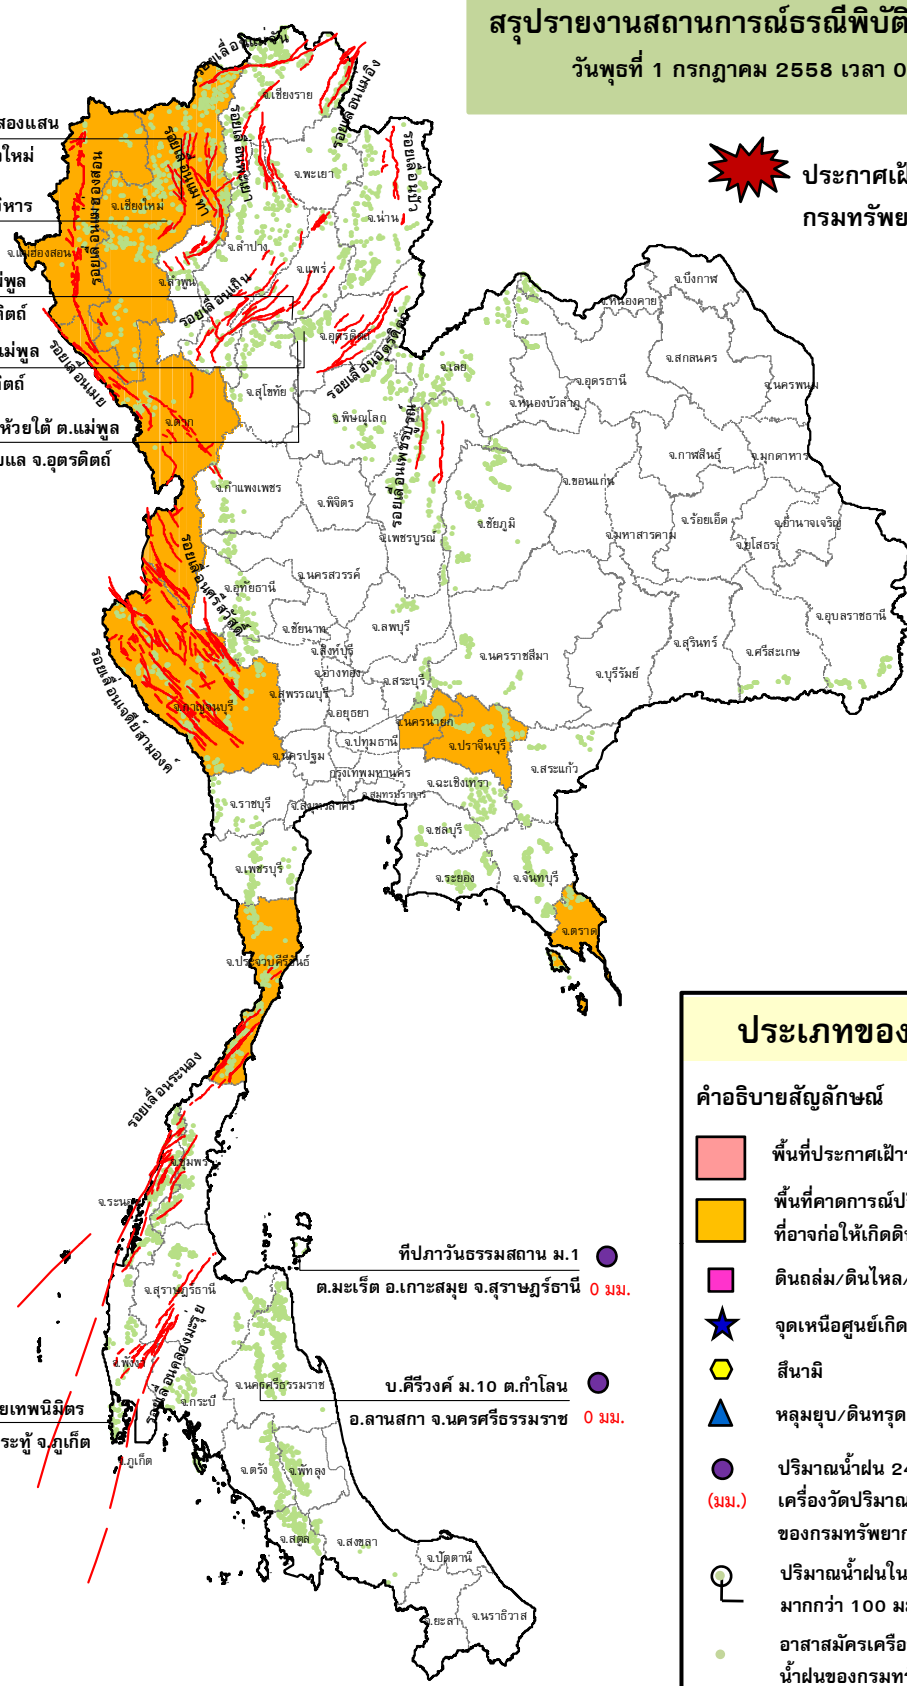 สรุปรายงานสถานการณ์ธรณีพิบัติ
วันพุธที่ 1 กรกฎาคม 2558 เวลา 0
ประกาศเฝ้
กรมทรัพย
สองแสน
ใหม่
หาร
พูล
ดิตถ์
แม่พูล
ดิตถ์
ห้วยใต้ ต.แม่พูล
แล จ.อุตรดิตถ์
รอยเลื่อนแม่จัน
รอยเลื่อนแม่อิง
รอยเลื่อนปัว
รอยเลื่อนพะเยา
รอยเลื่อนแม่ทา
รอยเลื่อนแม่ฮ่องสอน
รอยเลื่อนเถิน
รอยเลื่อนอุตรดิตถ์
รอยเลื่อนเมย
รอยเลื่อนเพชรบูรณ์
รอยเลื่อนศรีสวัสดิ์
รอยเลื่อนเจดีย์สามองค์
รอยเลื่อนระนอง
รอยเลื่อนคลองมะรุ่ย
จ.เชียงราย
จ.พะเยา
จ.เชียงใหม่
จ.น่าน
จ.แม่ฮ่องสอน
จ.ลำปาง
จ.แพร่
จ.ลำพูน
จ.อุตรดิตถ์
จ.สุโขทัย
จ.ตาก
จ.พิษณุโลก
จ.เลย
จ.บึงกาฬ
จ.หนองคาย
จ.สกลนคร
จ.อุดรธานี
จ.นครพนม
จ.หนองบัวลำภู
จ.กาฬสินธุ์
จ.มุกดาหาร
จ.ขอนแก่น
จ.กำแพงเพชร
จ.พิจิตร
จ.เพชรบูรณ์
จ.ชัยภูมิ
จ.มหาสารคาม
จ.ร้อยเอ็ด
จ.อำนาจเจริญ
จ.ยโสธร
จ.นครสวรรค์
จ.อุทัยธานี
จ.ชัยนาท
จ.ลพบุรี
จ.สิงห์บุรี
จ.อ่างทอง
จ.สระบุรี
จ.นครราชสีมา
จ.บุรีรัมย์
จ.สุรินทร์
จ.ศรีสะเกษ
จ.อุบลราชธานี
จ.สุพรรณบุรี
จ.กาญจนบุรี
จ.อยุธยา
จ.นครนายก
จ.ปราจีนบุรี
จ.ปทุมธานี
จ.นครปฐม
กรุงเทพมหานคร
จ.สระแก้ว
จ.ฉะเชิงเทรา
จ.สมุทรปราการ
จ.สมุทรสาคร
จ.ราชบุรี
จ.ชลบุรี
จ.เพชรบุรี
จ.ระยอง
จ.จันทบุรี
จ.ตราด
จ.ประจวบคีรีขันธ์
จ.ชุมพร
จ.ระนอง
จ.สุราษฎร์ธานี
จ.พังงา
จ.กระบี่
จ.นครศรีธรรมราช
จ.ภูเก็ต
จ.ตรัง
จ.พัทลุง
จ.สตูล
จ.สงขลา
จ.ปัตตานี
จ.ยะลา
จ.นราธิวาส
ทีปภาวันธรรมสถาน ม.1
ต.มะเร็ต อ.เกาะสมุย จ.สุราษฎร์ธานี 0 มม.
บ.คีรีวงค์ ม.10 ต.กำโลน
อ.ลานสกา จ.นครศรีธรรมราช 0 มม.
ยเทพนิมิตร
ระทู้ จ.ภูเก็ต
ประเภทของ
คำอธิบายสัญลักษณ์
พื้นที่ประกาศเฝ้าร
พื้นที่คาดการณ์ปริ
ที่อาจก่อให้เกิดดิน
ดินถล่ม/ดินไหล/
จุดเหนือศูนย์เกิด
สึนามิ
หลุมยุบ/ดินทรุด
ปริมาณน้ำฝน 24
(มม.) เครื่องวัดปริมาณ
ของกรมทรัพยาก
ปริมาณน้ำฝนใน
มากกว่า 100 มม
อาสาสมัครเครือ
น้ำฝนของกรมทร